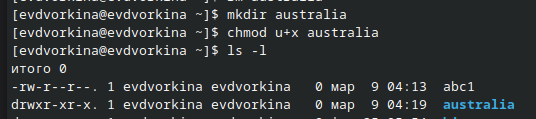 [evdvorkina@evdvorkina ~]$ mkdir australia
[evdvorkina@evdvorkina ~]$ chmod u+x australia
[evdvorkina@evdvorkina ~]$ ls -l
итого 0
-rw-r--r--. 1 evdvorkina evdvorkina   0 мар  9 04:13  abc1
drwxr-xr-x. 1 evdvorkina evdvorkina   0 мар  9 04:19  australia